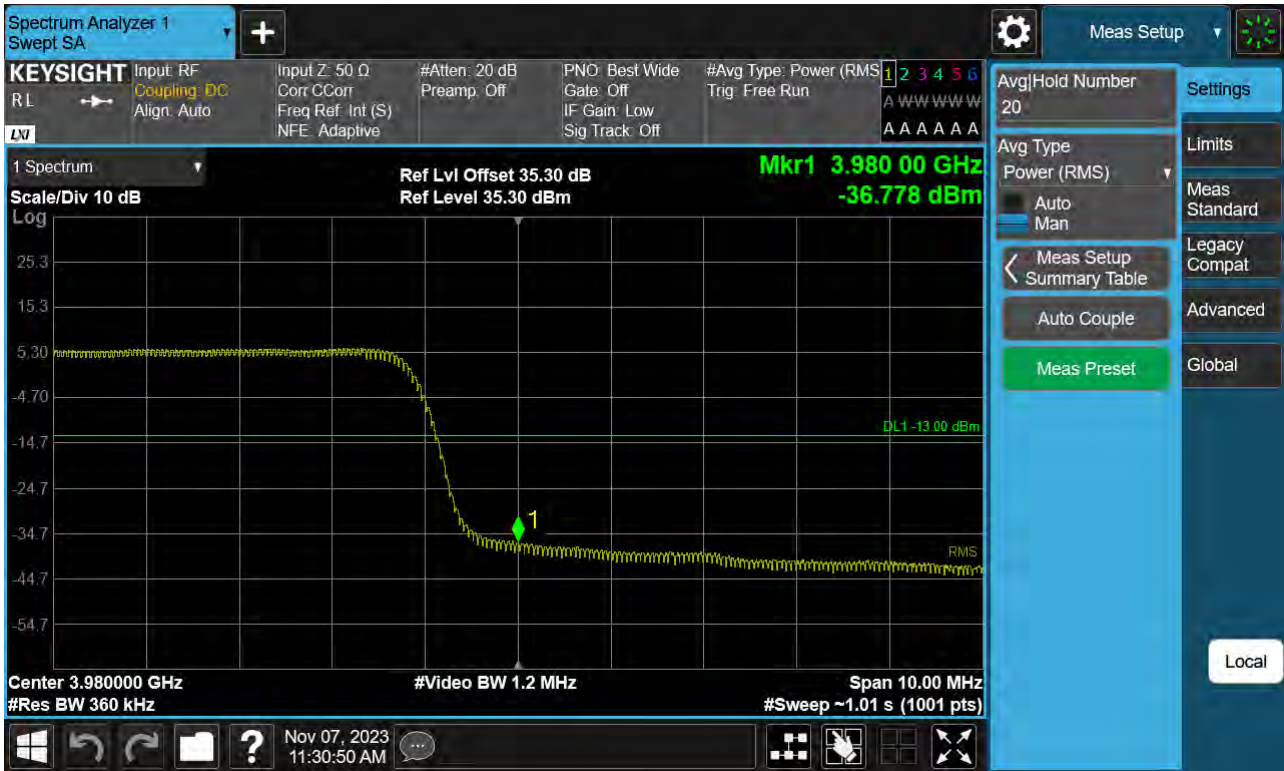 Spectrum Analyzer 1
Swept SA
+
Meas Setup
KEYSIGHT
RL
LXI
Input: RF
Coupling: DC
Align: Auto
Input Z: 50 Ω
Corr CCorr
Freq Ref: Int (S)
NFE: Adaptive
#Atten: 20 dB
Preamp: Off
PNO: Best Wide
Gate: Off
IF Gain: Low
Sig Track: Off
#Avg Type: Power (RMS
Trig: Free Run
1 2 3 4 5 6
A W W W W W
A A A A A A
1 Spectrum
Scale/Div 10 dB
Log
Ref Lvl Offset 35.30 dB
Ref Level 35.30 dBm
Mkr1 3.980 00 GHz
-36.778 dBm
25.3
15.3
5.30
-4.70
-14.7
-24.7
-34.7
-44.7
-54.7
DL1 -13.00 dBm
1
RMS
Center 3.980000 GHz
#Res BW 360 kHz
#Video BW 1.2 MHz
Span 10.00 MHz
#Sweep ~1.01 s (1001 pts)
Avg|Hold Number
20
Avg Type
Power (RMS)
Auto
Man
Meas Setup
Summary Table
Auto Couple
Meas Preset
Settings
Limits
Meas
Standard
Legacy
Compat
Advanced
Global
Local
?
Nov 07, 2023
11:30:50 AM